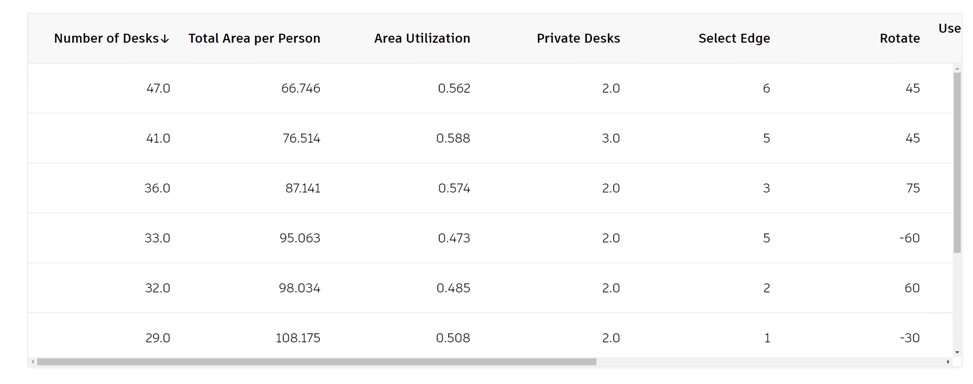 Number of Desks↓ Total Area per Person Area Utilization Private Desks Select Edge Rotate Use
47.0 66.746 0.562 2.0 6 45
41.0 76.514 0.588 3.0 5 45
36.0 87.141 0.574 2.0 3 75
33.0 95.063 0.473 2.0 5 -60
32.0 98.034 0.485 2.0 2 60
29.0 108.175 0.508 2.0 1 -30